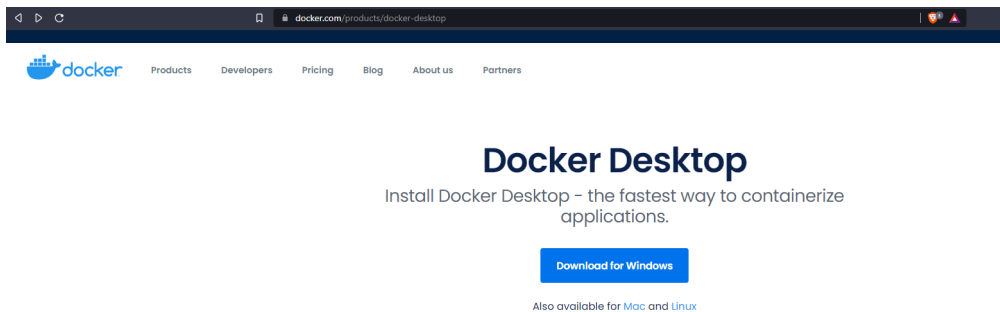 docker.com/products/docker-desktop
docker Products Developers Pricing Blog About us Partners
Docker Desktop
Install Docker Desktop - the fastest way to containerize
applications.
Download for Windows
Also available for Mac and Linux